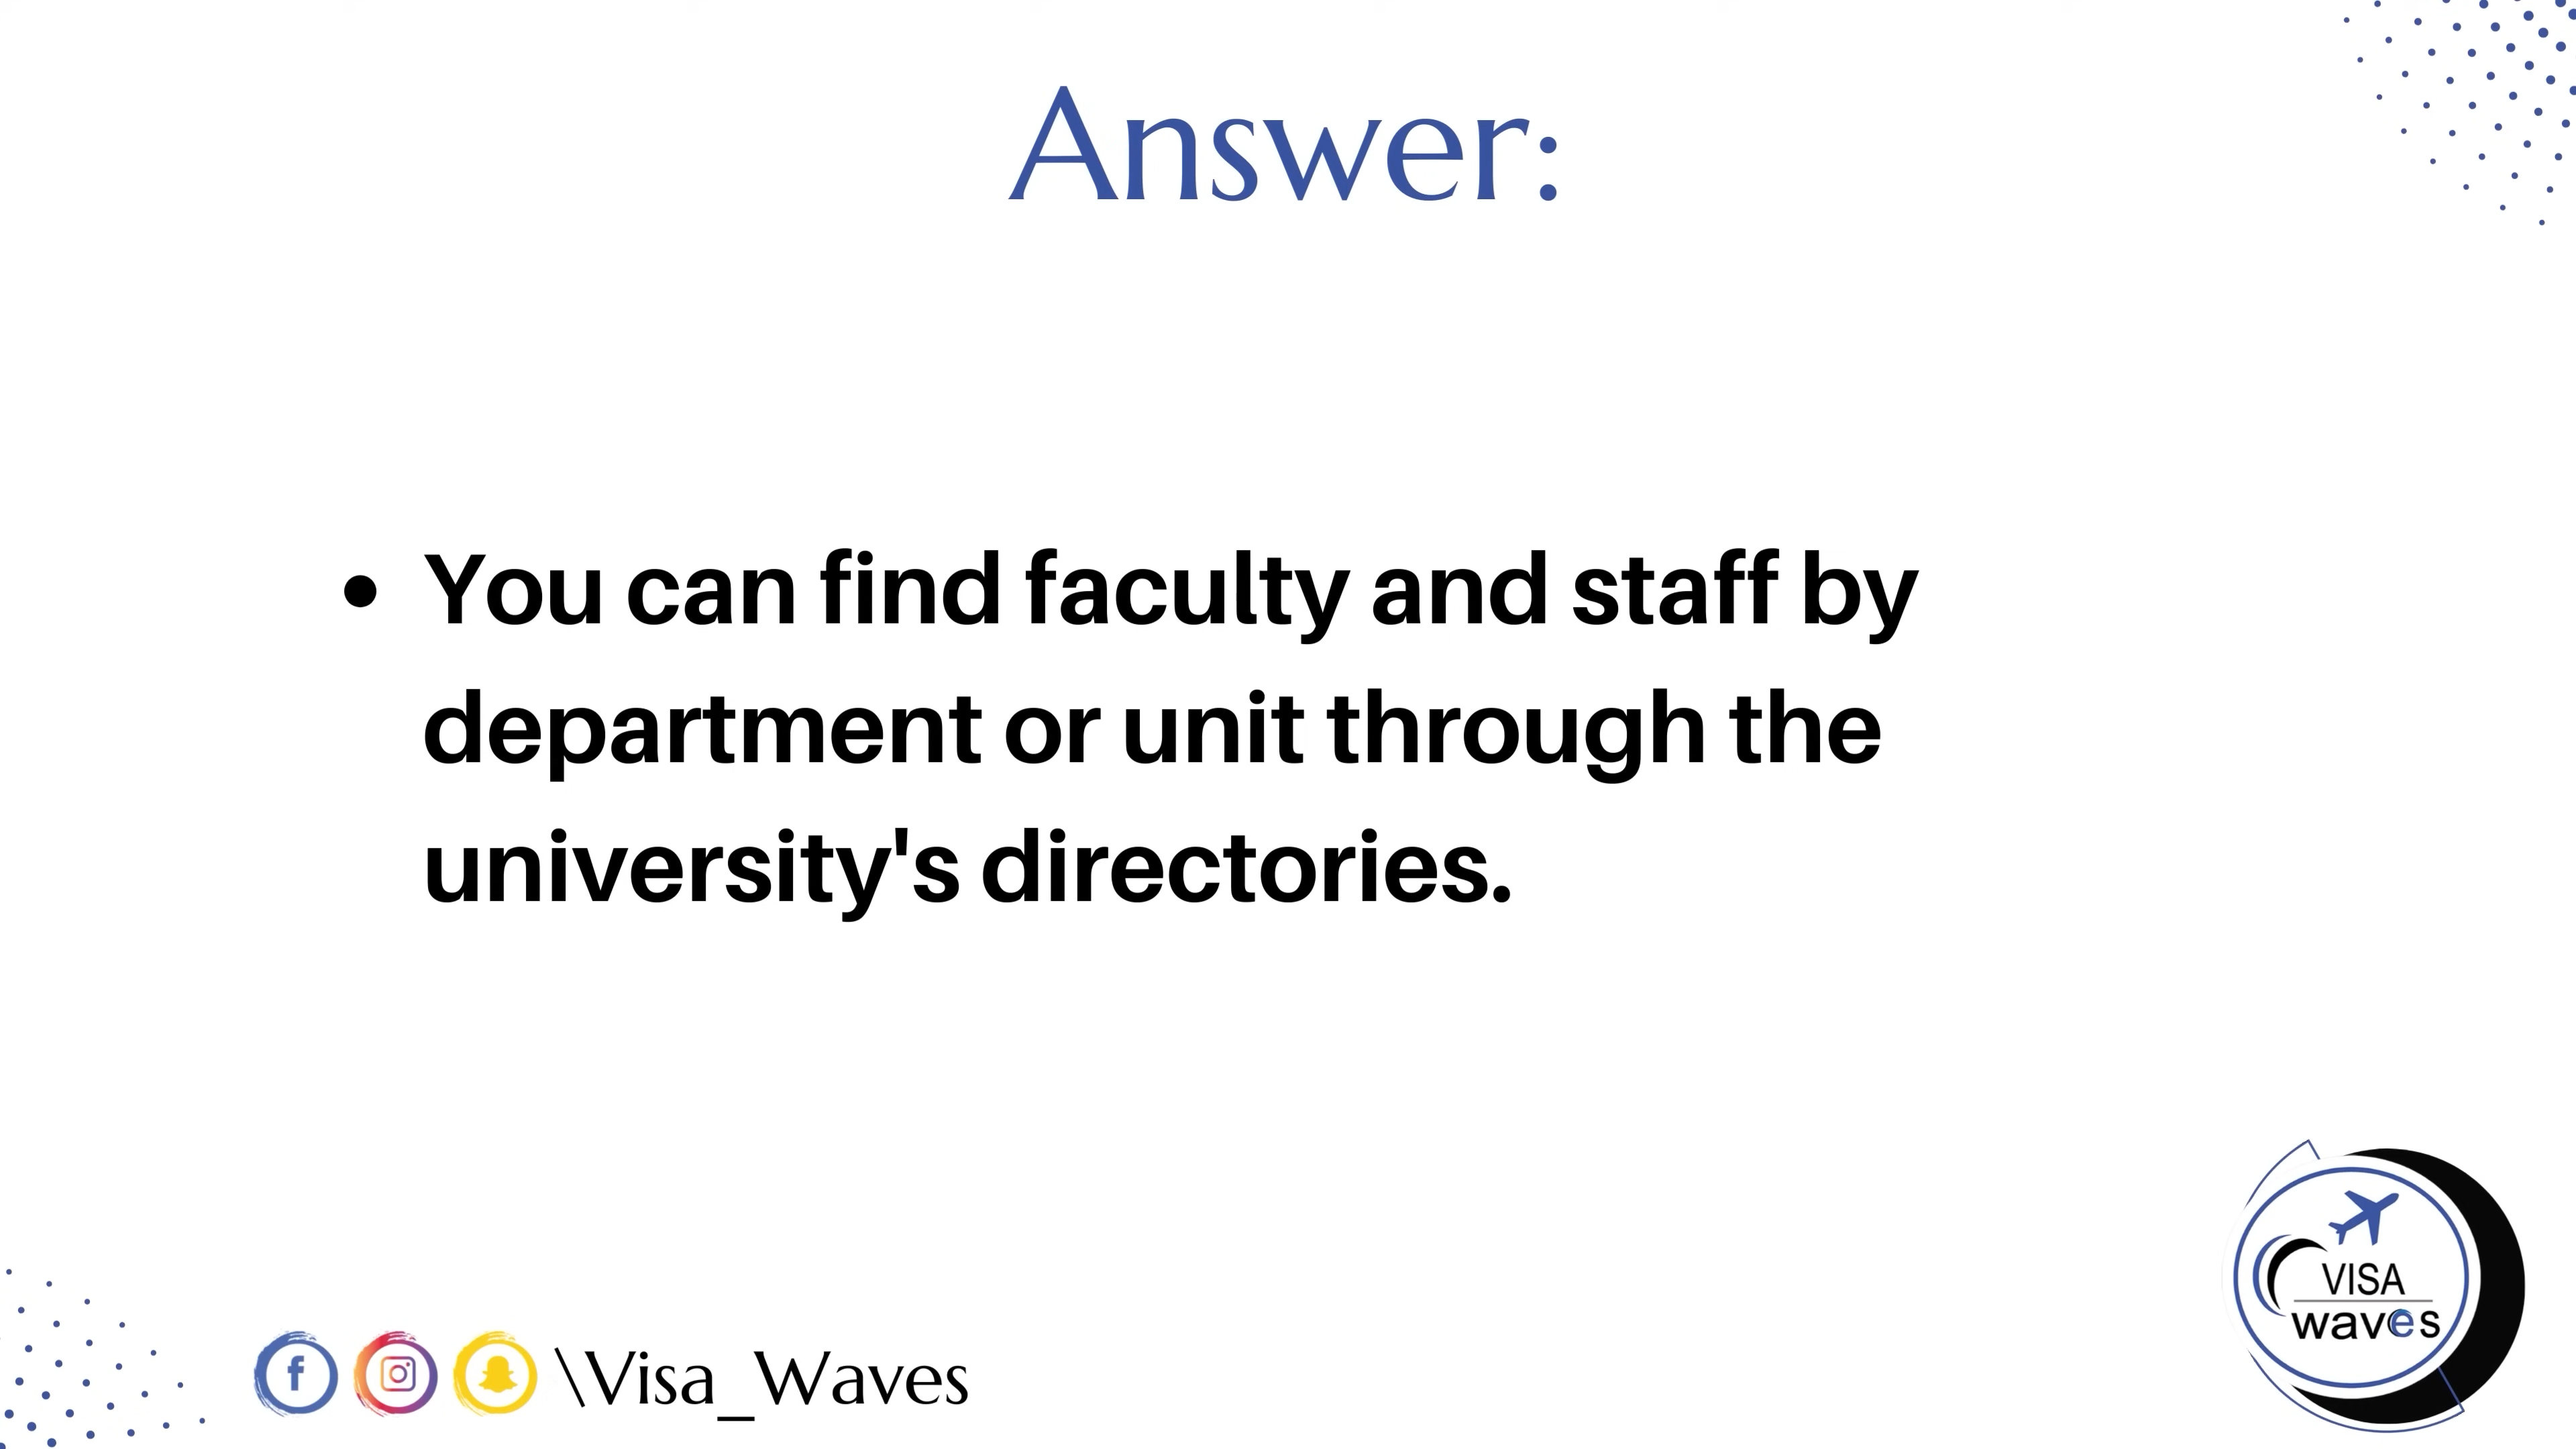 Answer:
• You can find faculty and staff by
department or unit through the
university's directories.
\Visa_Waves
VISA
waves